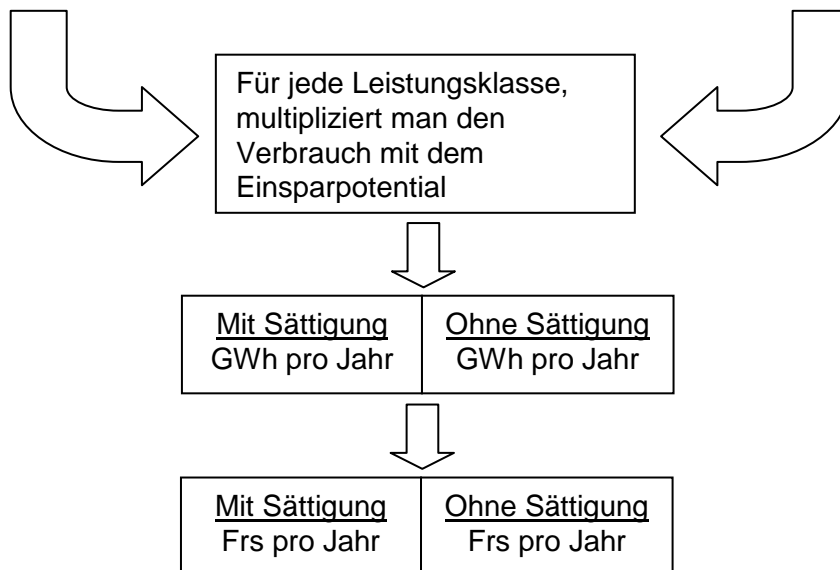 Für jede Leistungsklasse,
multipliziert man den
Verbrauch mit dem
Einsparpotential
Mit Sättigung
GWh pro Jahr
Ohne Sättigung
GWh pro Jahr
Mit Sättigung
Frs pro Jahr
Ohne Sättigung
Frs pro Jahr